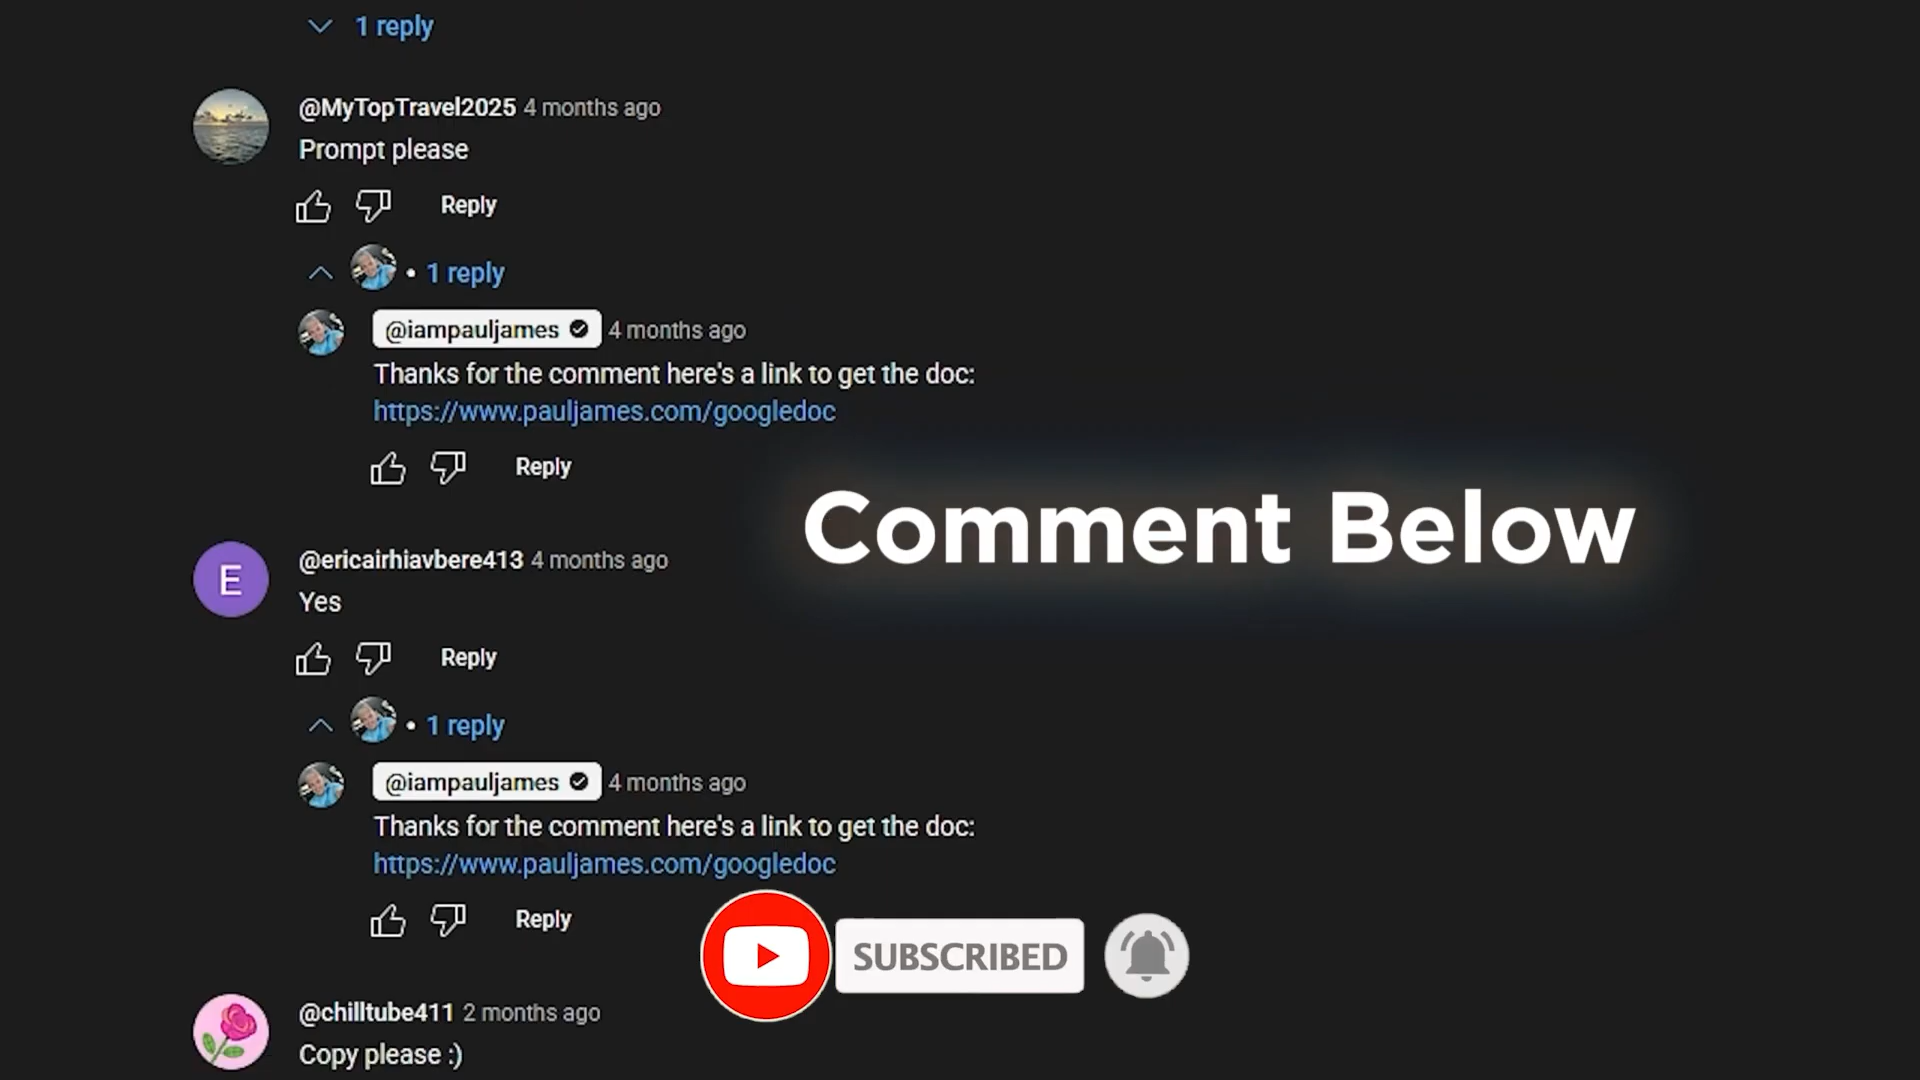 1 reply
@MyTopTravel2025 4 months ago
Prompt please
Reply
1 reply
@iampauljames 4 months ago
Thanks for the comment here's a link to get the doc:
https://www.pauljames.com/googledoc
Reply
Comment Below
@ericairhiavbere413 4 months ago
E
Yes
Reply
1 reply
@iampauljames 4 months ago
Thanks for the comment here's a link to get the doc:
https://www.pauljames.com/googledoc
Reply
SUBSCRIBED
@chilltube411 2 months ago
Copy please :)